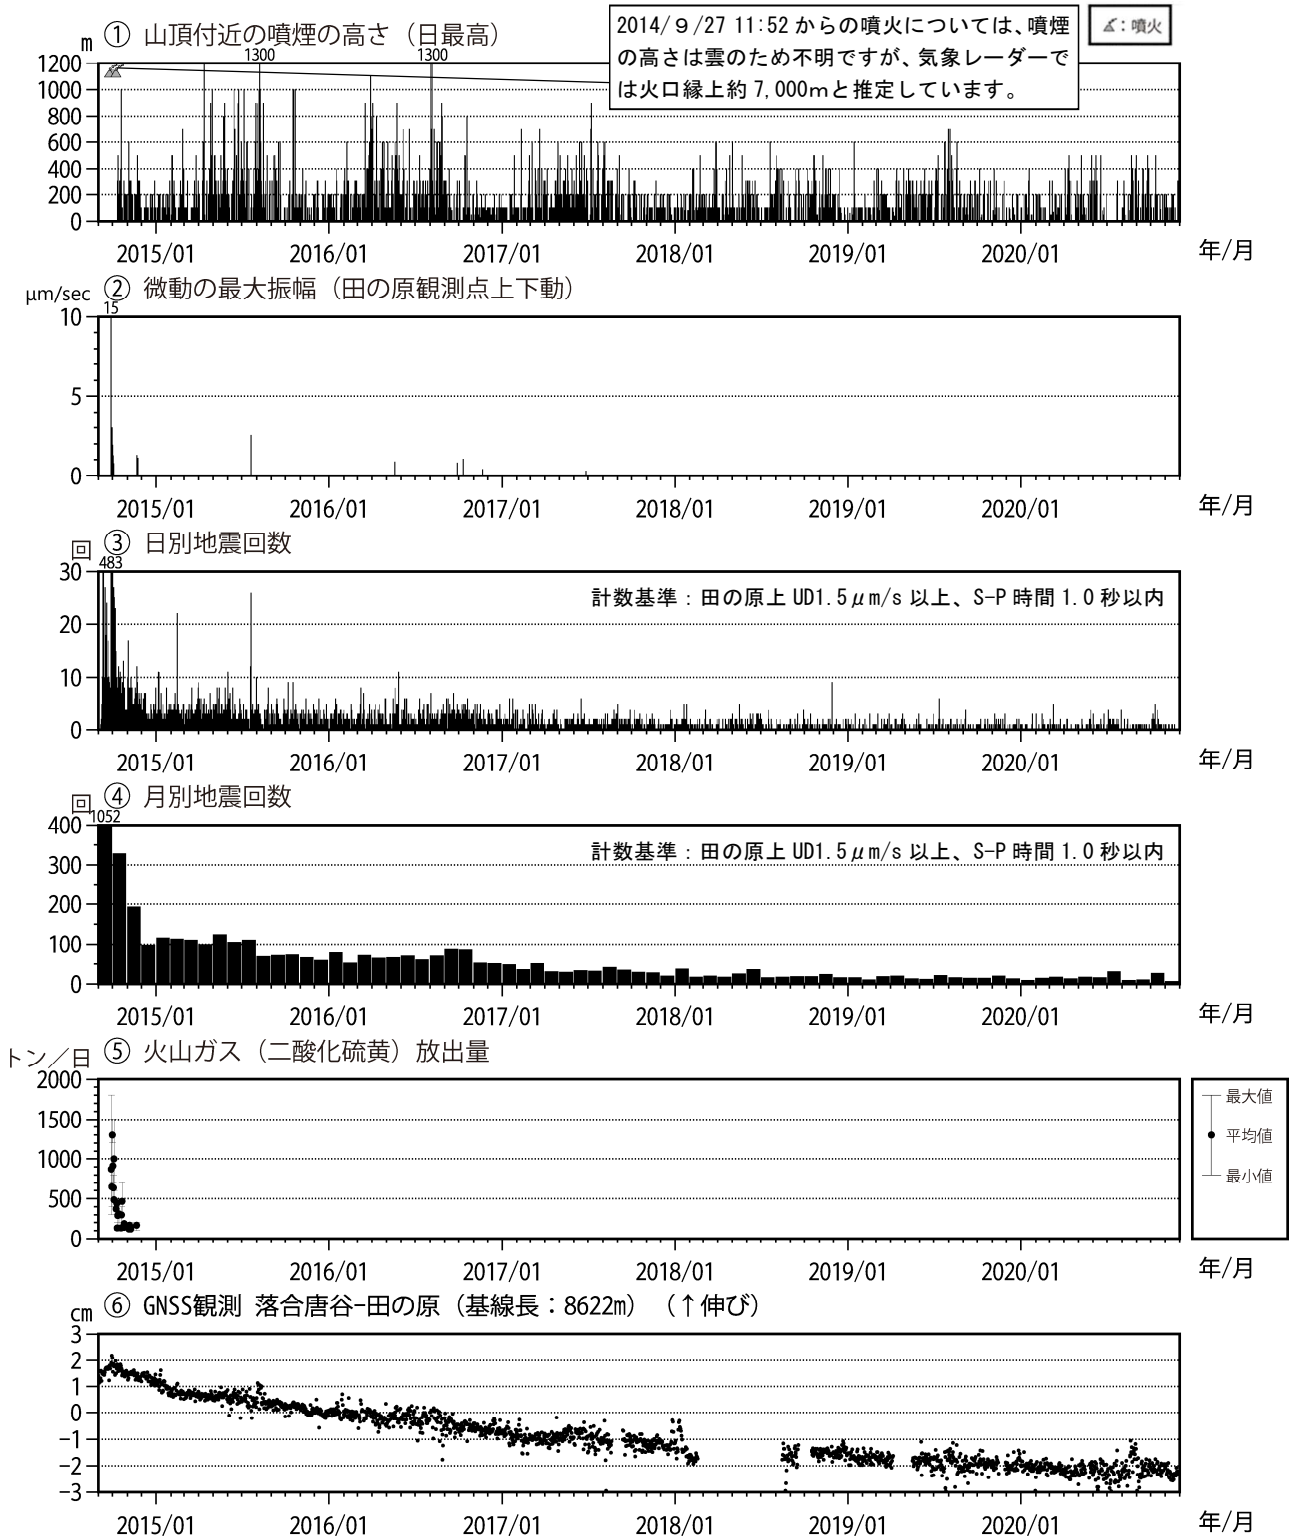 m ① 山頂付近の噴煙の高さ（日最高）
2014/９/27 11:52 からの噴火については、噴煙
の高さは雲のため不明ですが、気象レーダーで
は火口縁上約 7,000mと推定しています。
：噴火
1300 1300
1200
1000
800
600
400
200
0
2015/01 2016/01 2017/01 2018/01 2019/01 2020/01 年/月
μm/sec ② 微動の最大振幅（田の原観測点上下動）
15
10
5
0
2015/01 2016/01 2017/01 2018/01 2019/01 2020/01 年/月
回 ③ 日別地震回数
483
30
計数基準：田の原上 UD1.5μm/s 以上、S-P 時間 1.0 秒以内
20
10
0
2015/01 2016/01 2017/01 2018/01 2019/01 2020/01 年/月
回 ④ 月別地震回数
1052
400
計数基準：田の原上 UD1.5μm/s 以上、S-P 時間 1.0 秒以内
300
200
100
0
2015/01 2016/01 2017/01 2018/01 2019/01 2020/01 年/月
トン／日 ⑤ 火山ガス（二酸化硫黄）放出量
2000
1500
1000
500
0
最大値
平均値
最小値
2015/01 2016/01 2017/01 2018/01 2019/01 2020/01 年/月
cm ⑥ GNSS観測 落合唐谷-田の原（基線長：8622m）（↑伸び）
3
2
1
0
−1
−2
−3
2015/01 2016/01 2017/01 2018/01 2019/01 2020/01 年/月